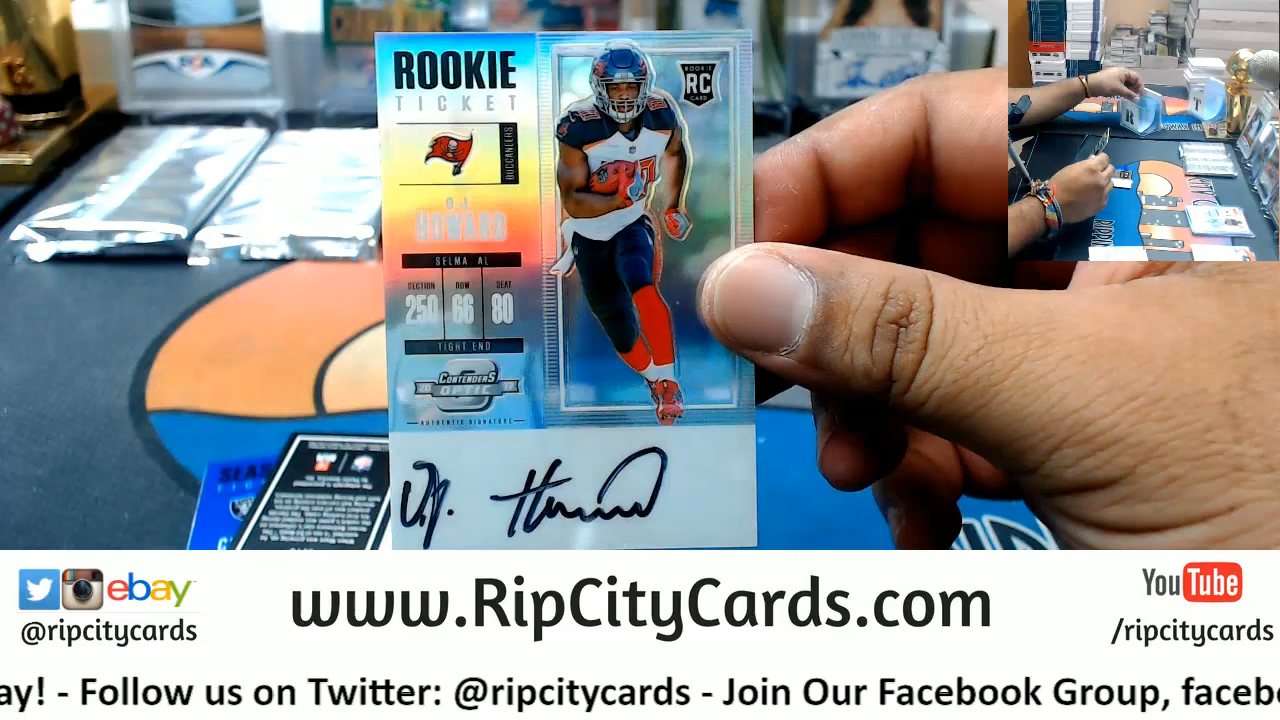 ROOKIE
TICKET
BUCCANEERS
O.J.
HOWARD
SELMA AL
SECTION ROW SEAT
250 66 80
TIGHT END
CONTENDERS
OPTIC
AUTHENTIC SIGNATURE
ROOKIE
RC
CARD
O.J. Howard
ebay
@ripcitycards
www.RipCityCards.com
YouTube
/ripcitycards
ay! - Follow us on Twitter: @ripcitycards - Join Our Facebook Group, facebo